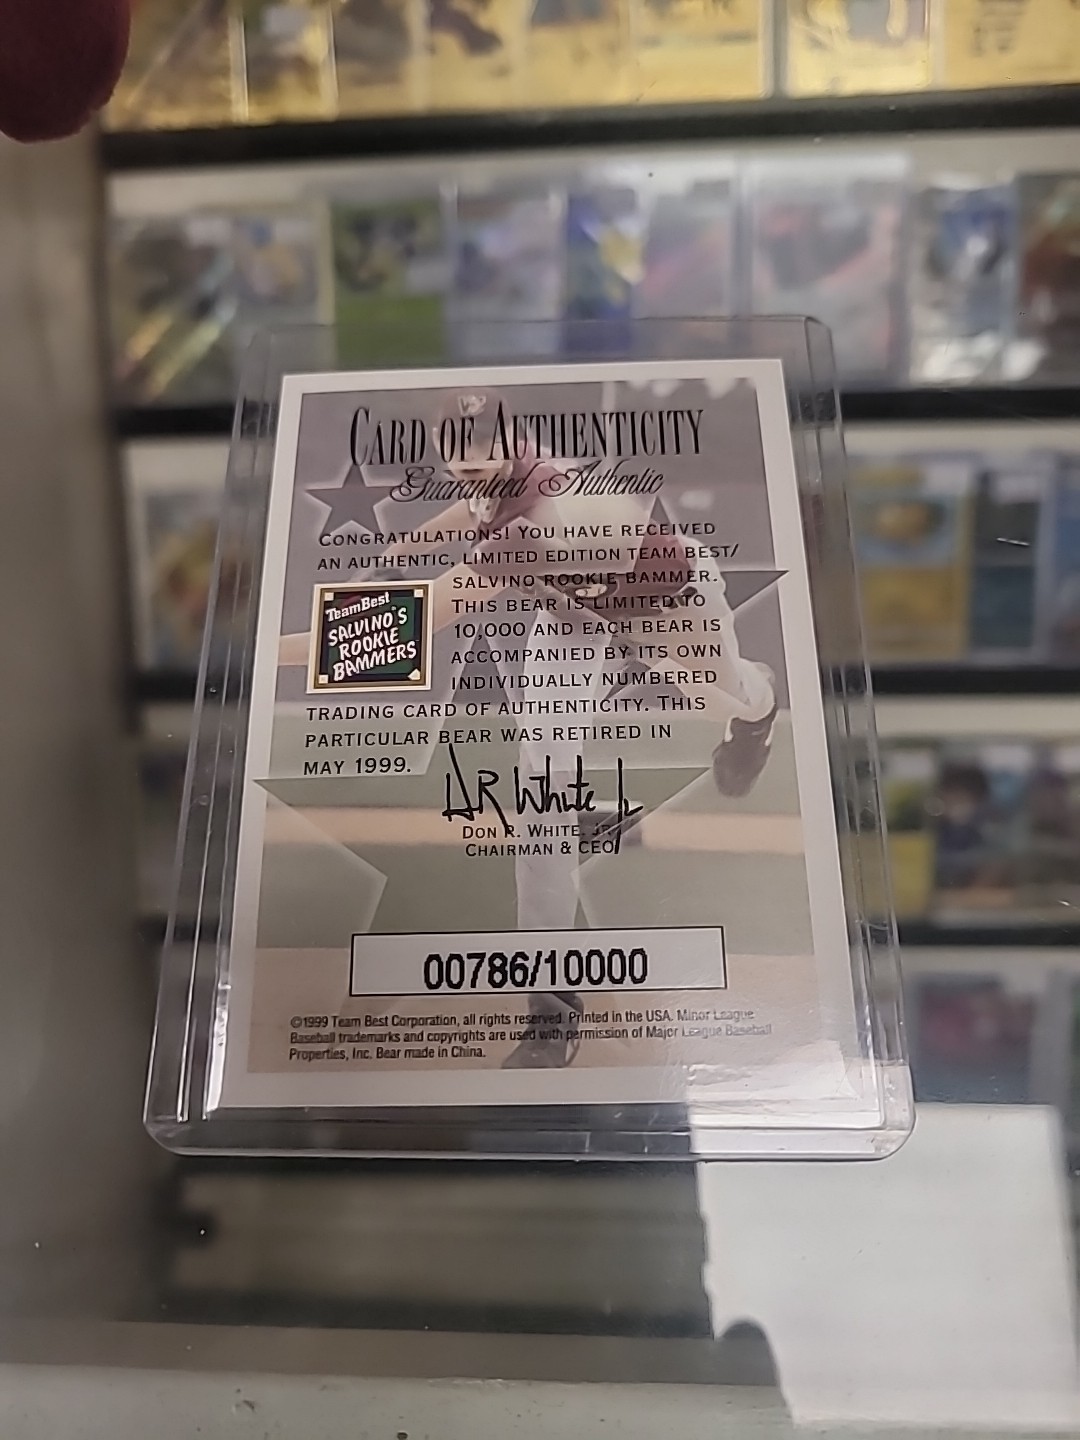 CARD OF AUTHENTICITY
Guaranteed Authentic
CONGRATULATIONS! YOU HAVE RECEIVED
AN AUTHENTIC, LIMITED EDITION TEAM BEST/
SALVINO ROOKIE BAMMER.
THIS BEAR IS LIMITED TO
10,000 AND EACH BEAR IS
ACCOMPANIED BY ITS OWN
INDIVIDUALLY NUMBERED
TRADING CARD OF AUTHENTICITY. THIS
PARTICULAR BEAR WAS RETIRED IN
MAY 1999.
Team Best
SALVINO'S
ROOKIE
BAMMERS
DR White Jr
DON R. WHITE, JR.
CHAIRMAN & CEO
00786/10000
©1999 Team Best Corporation, all rights reserved. Printed in the USA. Minor League
Baseball trademarks and copyrights are used with permission of Major League Baseball
Properties, Inc. Bear made in China.